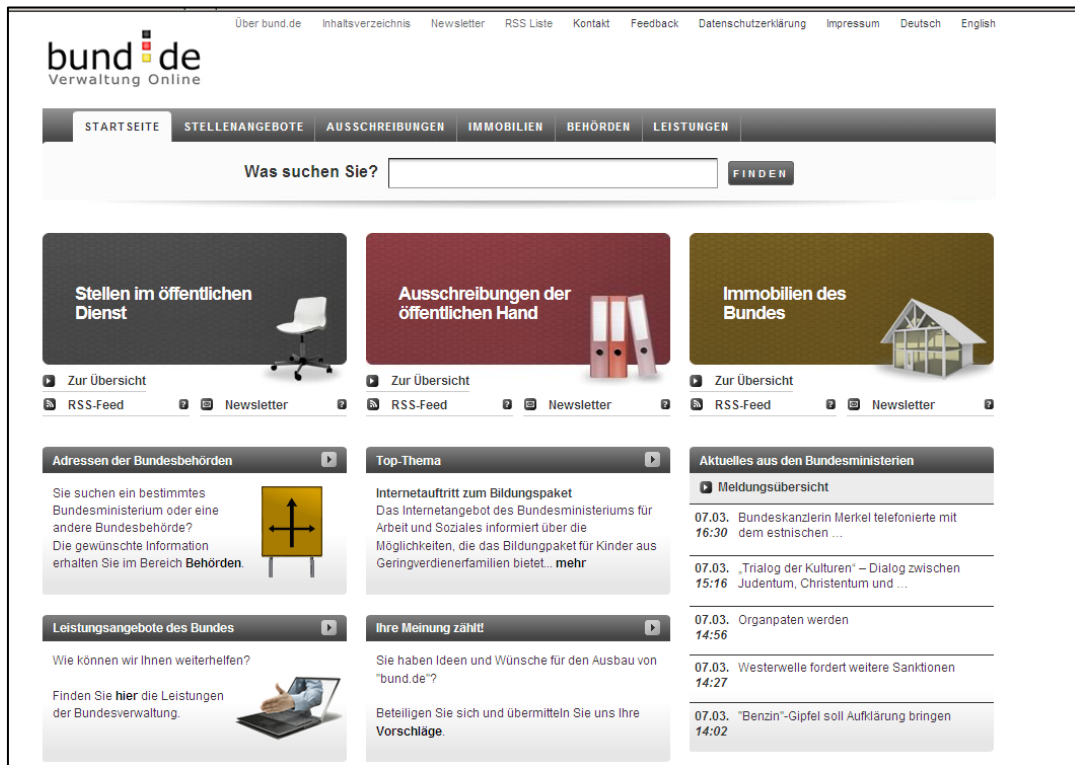 Über bund.de Inhaltsverzeichnis Newsletter RSS Liste Kontakt Feedback Datenschutzerklärung Impressum Deutsch English
bund de
Verwaltung Online
STARTSEITE STELLENANGEBOTE AUSSCHREIBUNGEN IMMOBILIEN BEHÖRDEN LEISTUNGEN
Was suchen Sie? FINDEN
Stellen im öffentlichen
Dienst
Zur Übersicht
RSS-Feed ? Newsletter ?
Ausschreibungen der
öffentlichen Hand
Zur Übersicht
RSS-Feed ? Newsletter ?
Immobilien des
Bundes
Zur Übersicht
RSS-Feed ? Newsletter ?
Adressen der Bundesbehörden
Sie suchen ein bestimmtes
Bundesministerium oder eine
andere Bundesbehörde?
Die gewünschte Information
erhalten Sie im Bereich Behörden.
Top-Thema
Internetauftritt zum Bildungspaket
Das Internetangebot des Bundesministeriums für
Arbeit und Soziales informiert über die
Möglichkeiten, die das Bildungpaket für Kinder aus
Geringverdienerfamilien bietet... mehr
Aktuelles aus den Bundesministerien
Meldungsübersicht
07.03. Bundeskanzlerin Merkel telefonierte mit
16:30 dem estnischen ...
07.03. „Trialog der Kulturen“ – Dialog zwischen
15:16 Judentum, Christentum und ...
07.03. Organpaten werden
14:56
07.03. Westerwelle fordert weitere Sanktionen
14:27
07.03. "Benzin"-Gipfel soll Aufklärung bringen
14:02
Leistungsangebote des Bundes
Wie können wir Ihnen weiterhelfen?
Finden Sie hier die Leistungen
der Bundesverwaltung.
Ihre Meinung zählt!
Sie haben Ideen und Wünsche für den Ausbau von
"bund.de"?
Beteiligen Sie sich und übermitteln Sie uns Ihre
Vorschläge.